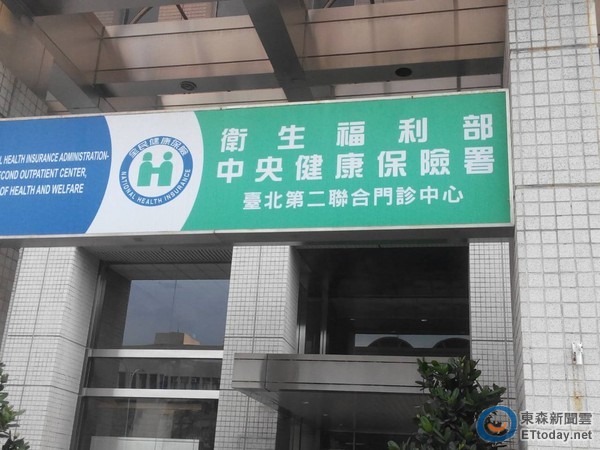 AL HEALTH INSURANCE ADMINISTRATION-
ECOND OUTPATIENT CENTER,
OF HEALTH AND WELFARE
全民健康保險
NATIONAL HEALTH INSURANCE
衛生福利部
中央健康保險署
臺北第二聯合門診中心
東森新聞雲
ETtoday.net